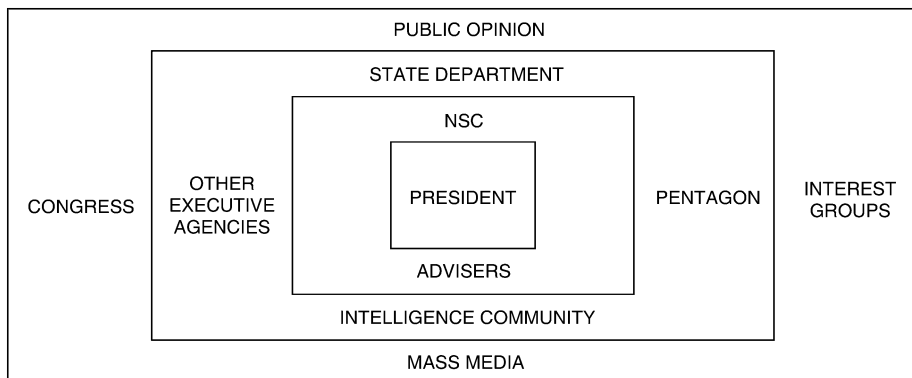 PUBLIC OPINION
STATE DEPARTMENT
NSC
CONGRESS
OTHER
EXECUTIVE
AGENCIES
PRESIDENT
PENTAGON
INTEREST
GROUPS
ADVISERS
INTELLIGENCE COMMUNITY
MASS MEDIA